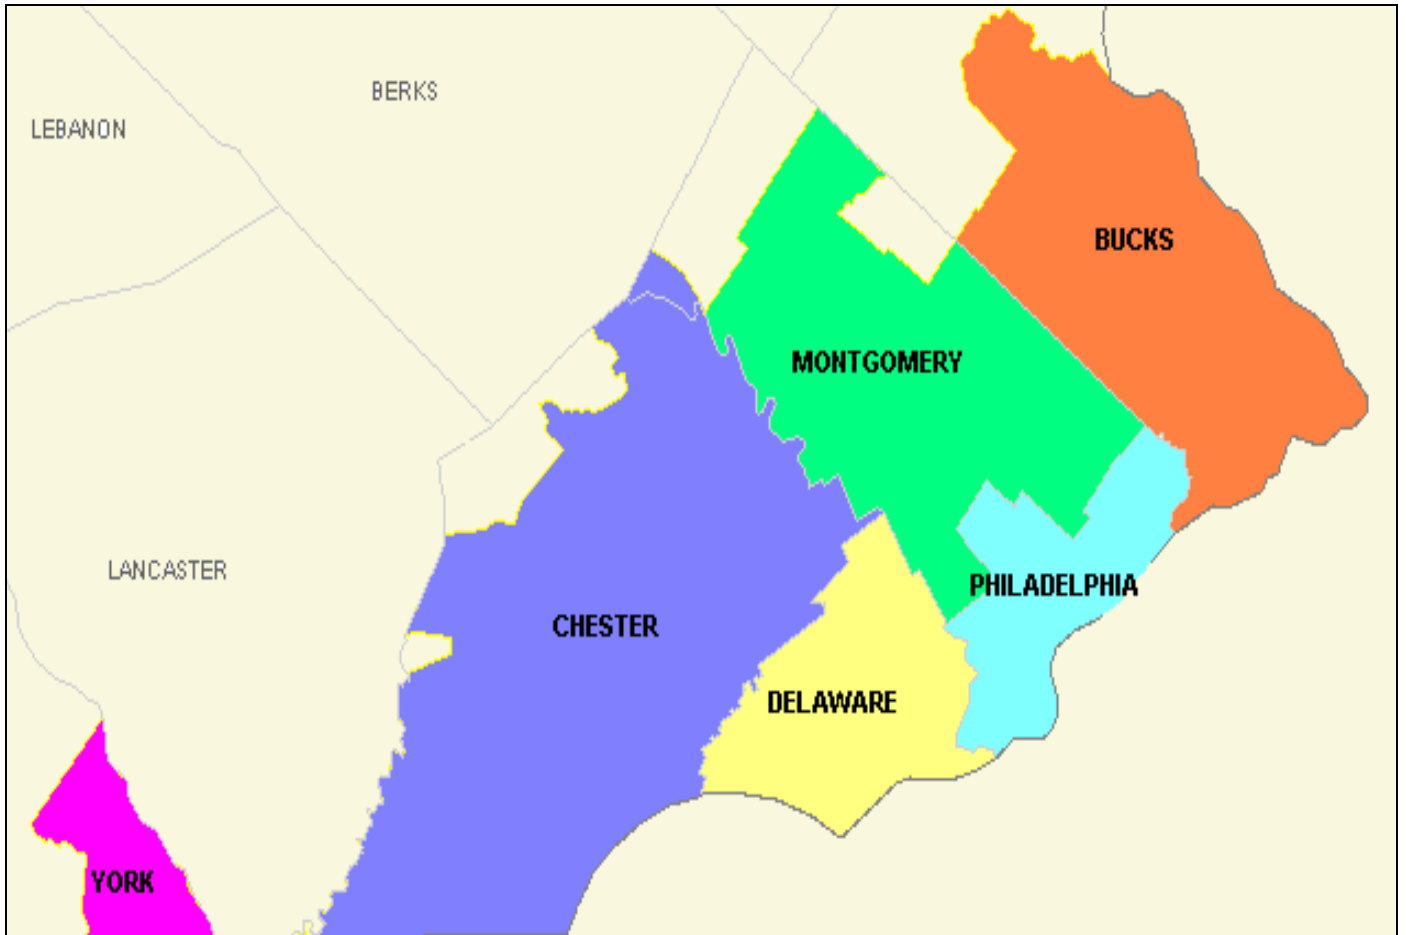 BERKS
LEBANON
BUCKS
MONTGOMERY
LANCASTER
PHILADELPHIA
CHESTER
DELAWARE
YORK